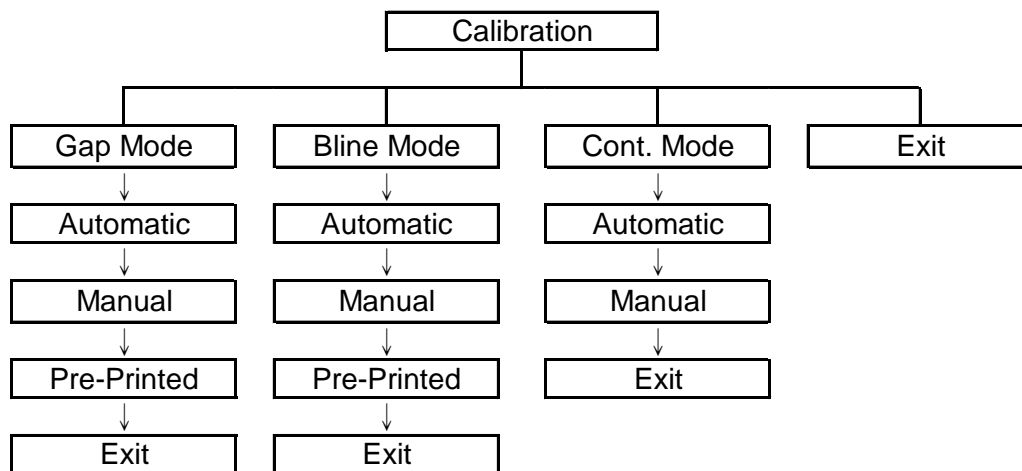 Calibration
Gap Mode
Bline Mode
Cont. Mode
Exit
Automatic
Automatic
Automatic
Manual
Manual
Manual
Pre-Printed
Pre-Printed
Exit
Exit
Exit